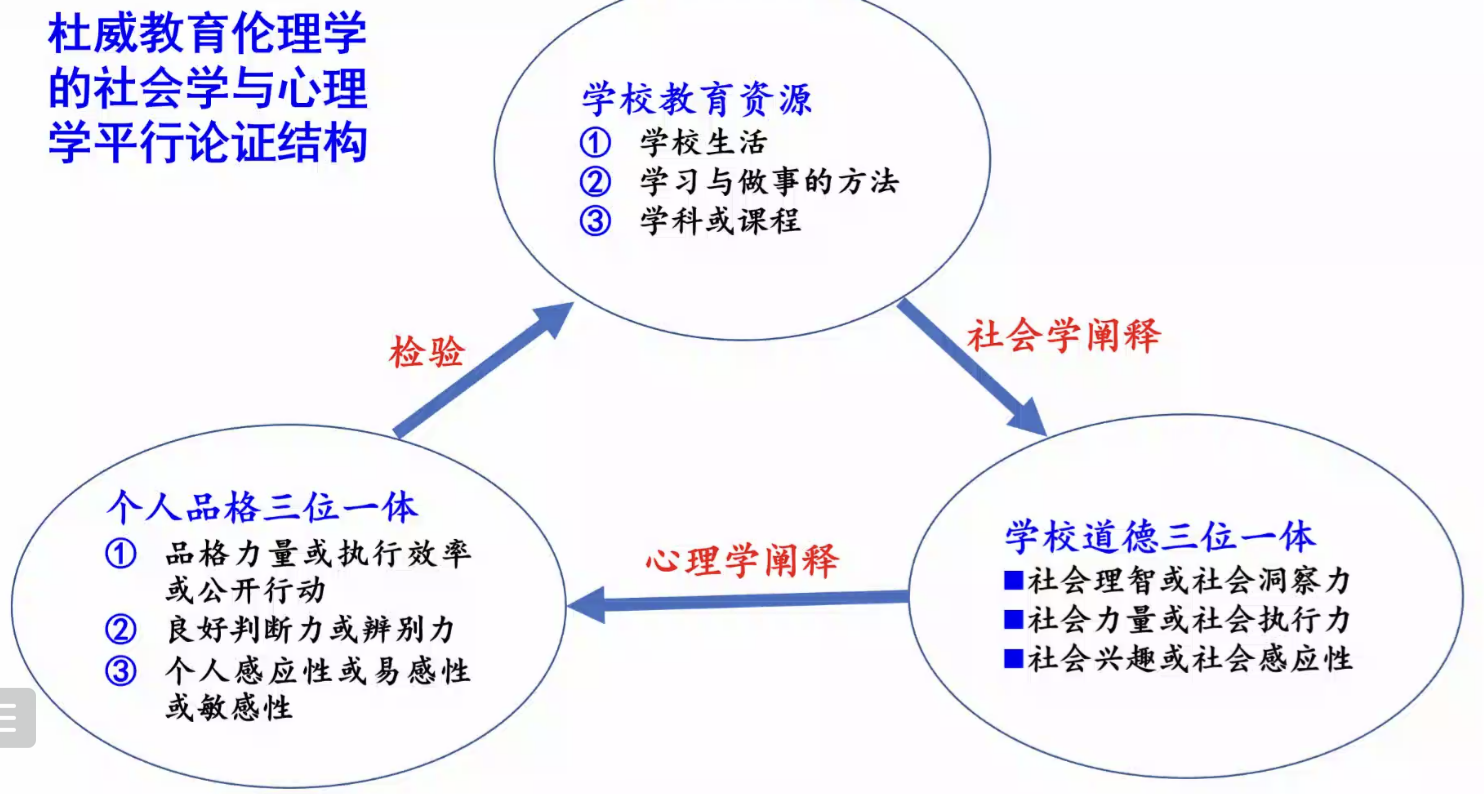 杜威教育伦理学
的社会学与心理
学平行论证结构
学校教育资源
① 学校生活
② 学习与做事的方法
③ 学科或课程
检验
社会学阐释
个人品格三位一体
① 品格力量或执行效率
或公开行动
② 良好判断力或辨别力
③ 个人感应性或易感性
或敏感性
心理学阐释
学校道德三位一体
■社会理智或社会洞察力
■社会力量或社会执行力
■社会兴趣或社会感应性